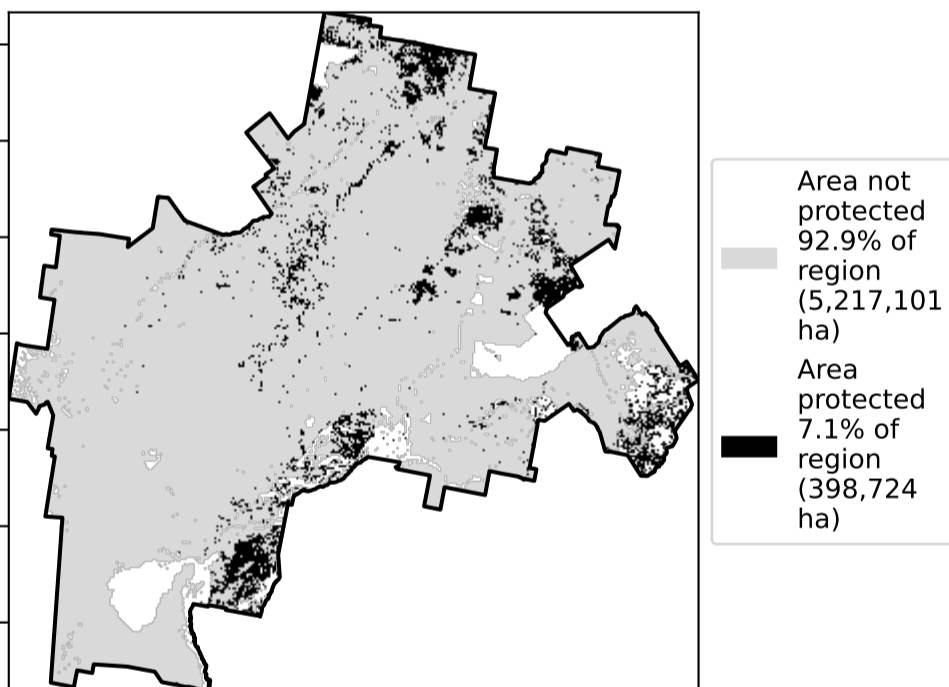 Area not
protected
92.9% of
region
(5,217,101
ha)
Area
protected
7.1% of
region
(398,724
ha)